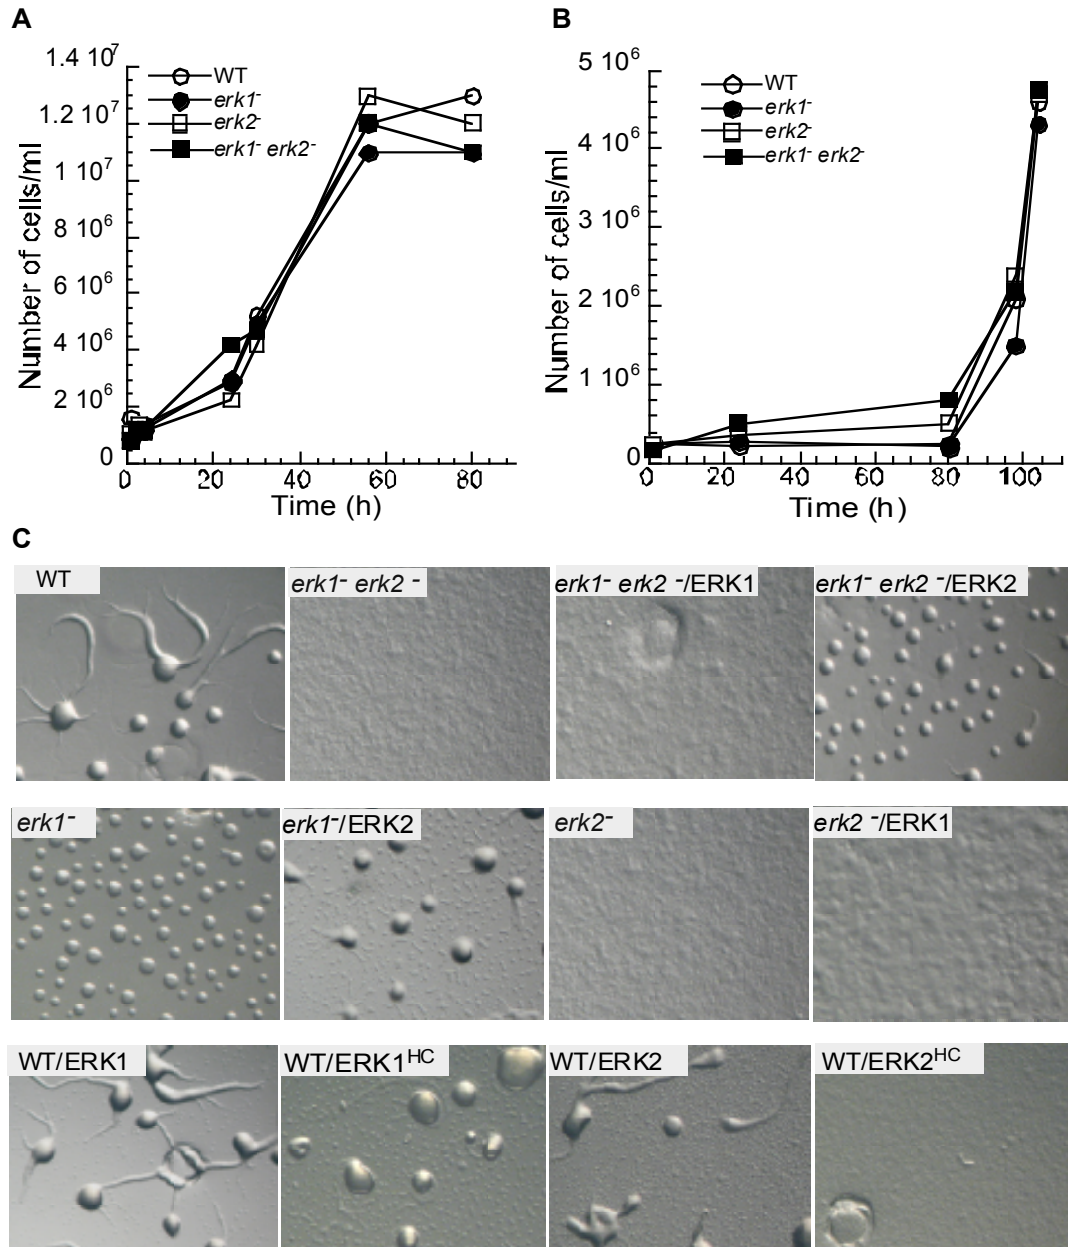 A
Number of cells/ml
1.4 10⁷
1.2 10⁷
1 10⁷
8 10⁶
6 10⁶
4 10⁶
2 10⁶
0
WT
erk1⁻
erk2⁻
erk1⁻ erk2⁻
0 20 40 60 80
Time (h)
B
Number of cells/ml
5 10⁶
4 10⁶
3 10⁶
2 10⁶
1 10⁶
0
WT
erk1⁻
erk2⁻
erk1⁻ erk2⁻
0 20 40 60 80 100
Time (h)
C
WT
erk1⁻ erk2 ⁻
erk1⁻ erk2 ⁻/ERK1
erk1⁻ erk2 ⁻/ERK2
erk1⁻
erk1⁻/ERK2
erk2⁻
erk2 ⁻/ERK1
WT/ERK1
WT/ERK1ᴴᶜ
WT/ERK2
WT/ERK2ᴴᶜ